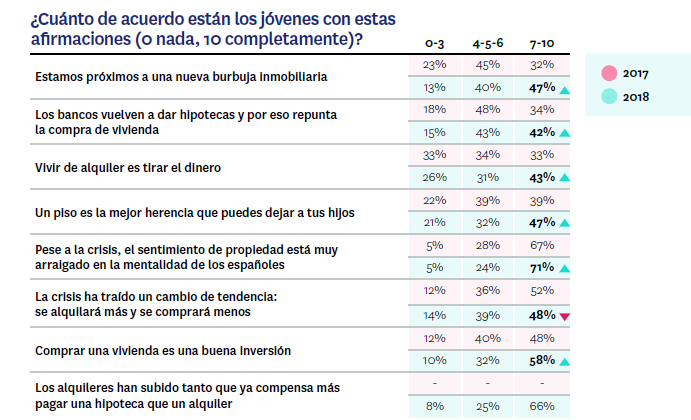 ¿Cuánto de acuerdo están los jóvenes con estas
afirmaciones (0 nada, 10 completamente)?
0-3 4-5-6 7-10
2017
2018
Estamos próximos a una nueva burbuja inmobiliaria
23% 45% 32%
13% 40% 47%
Los bancos vuelven a dar hipotecas y por eso repunta
la compra de vivienda
18% 48% 34%
15% 43% 42%
Vivir de alquiler es tirar el dinero
33% 34% 33%
26% 31% 43%
Un piso es la mejor herencia que puedes dejar a tus hijos
22% 39% 39%
21% 32% 47%
Pese a la crisis, el sentimiento de propiedad está muy
arraigado en la mentalidad de los españoles
5% 28% 67%
5% 24% 71%
La crisis ha traído un cambio de tendencia:
se alquilará más y se comprará menos
12% 36% 52%
14% 39% 48%
Comprar una vivienda es una buena inversión
12% 40% 48%
10% 32% 58%
Los alquileres han subido tanto que ya compensa más
pagar una hipoteca que un alquiler
- - -
8% 25% 66%